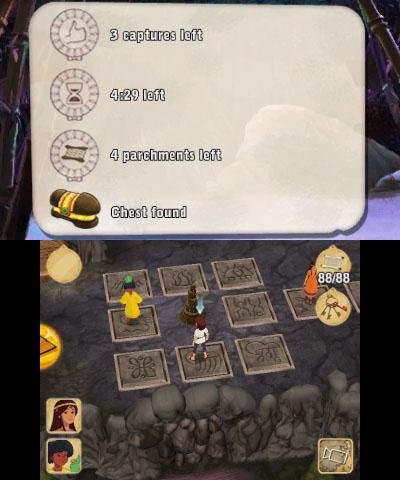 3 captures left
4:29 left
4 parchments left
Chest found
88/88